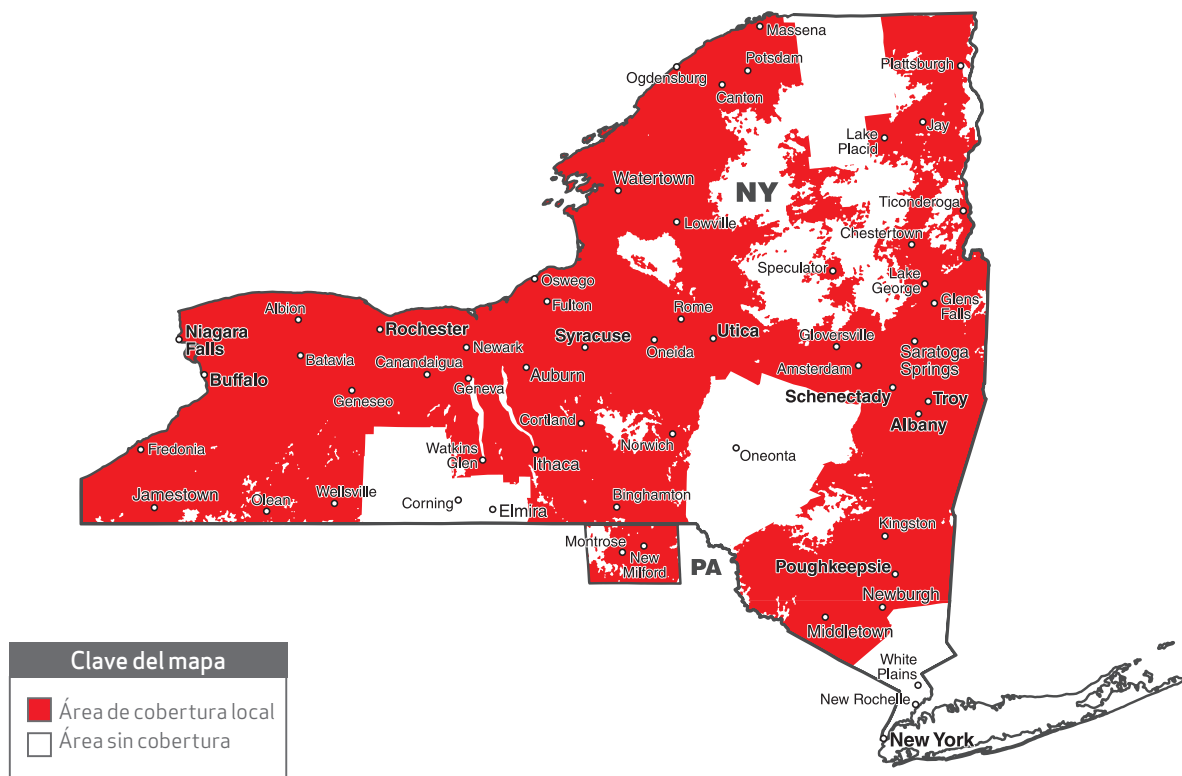 Massena
Potsdam
Ogdensburg
Canton
Plattsburgh
Jay
Lake
Placid
Watertown
NY
Ticonderoga
Lowville
Chestertown
Speculator
Oswego
Lake
George
Fulton
Rome
Glens
Falls
Albion
Niagara
Falls
Rochester
Syracuse
Utica
Gloversville
Newark
Oneida
Saratoga
Springs
Batavia
Canandaigua
Auburn
Amsterdam
Buffalo
Geneva
Schenectady
Troy
Geneseo
Albany
Cortland
Fredonia
Watkins
Glen
Norwich
Oneonta
Ithaca
Jamestown
Olean
Wellsville
Corning
Elmira
Binghamton
Kingston
Montrose
New
Milford
PA
Poughkeepsie
Newburgh
Middletown
White
Plains
New Rochelle
New York
Clave del mapa
Área de cobertura local
Área sin cobertura